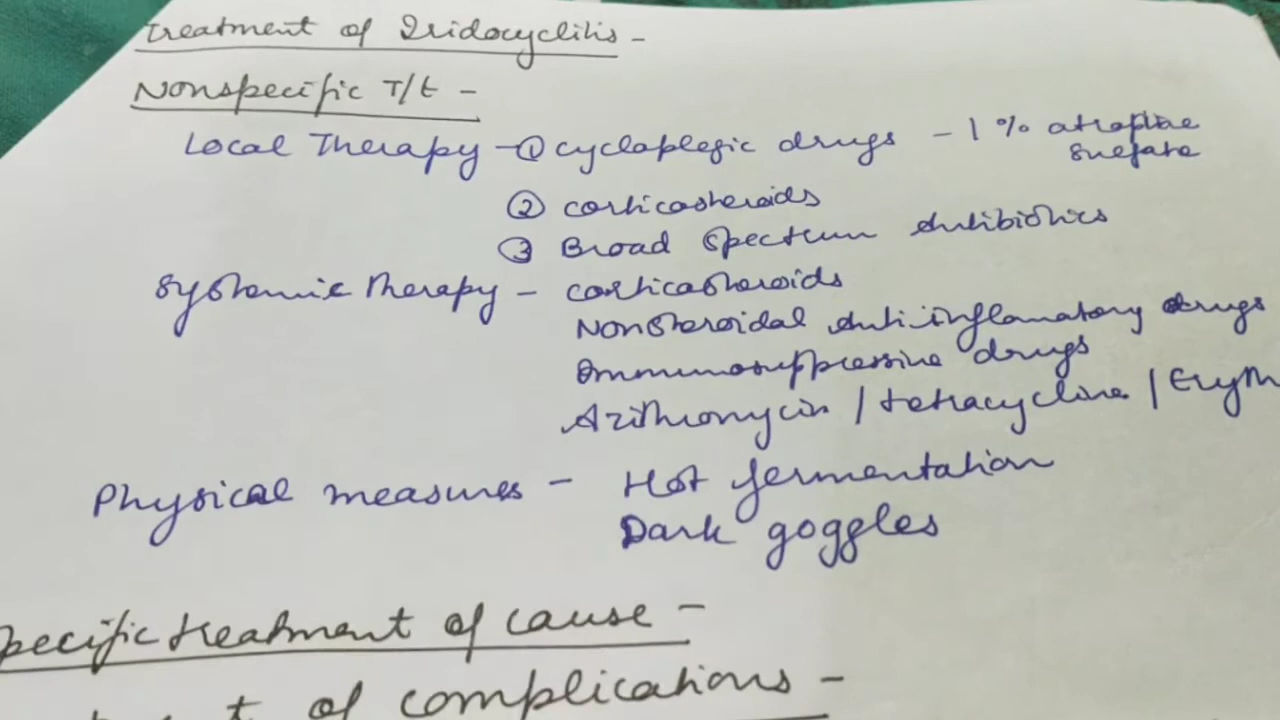 Treatment of Iridocyclitis -
Nonspecific T/t -
Local Therapy - ① cycloplegic drugs - 1 % atropine
sulfate
② corticosteroids
③ Broad spectrum Antibiotics
Systemic therapy - corticosteroids
Nonsteroidal Anti-inflamatory drugs
Immunosuppressive drugs
Azithromycin / tetracycline / Eryth
Physical measures - Hot fermentation
Dark goggles
pecific treatment of cause -
t of complications -